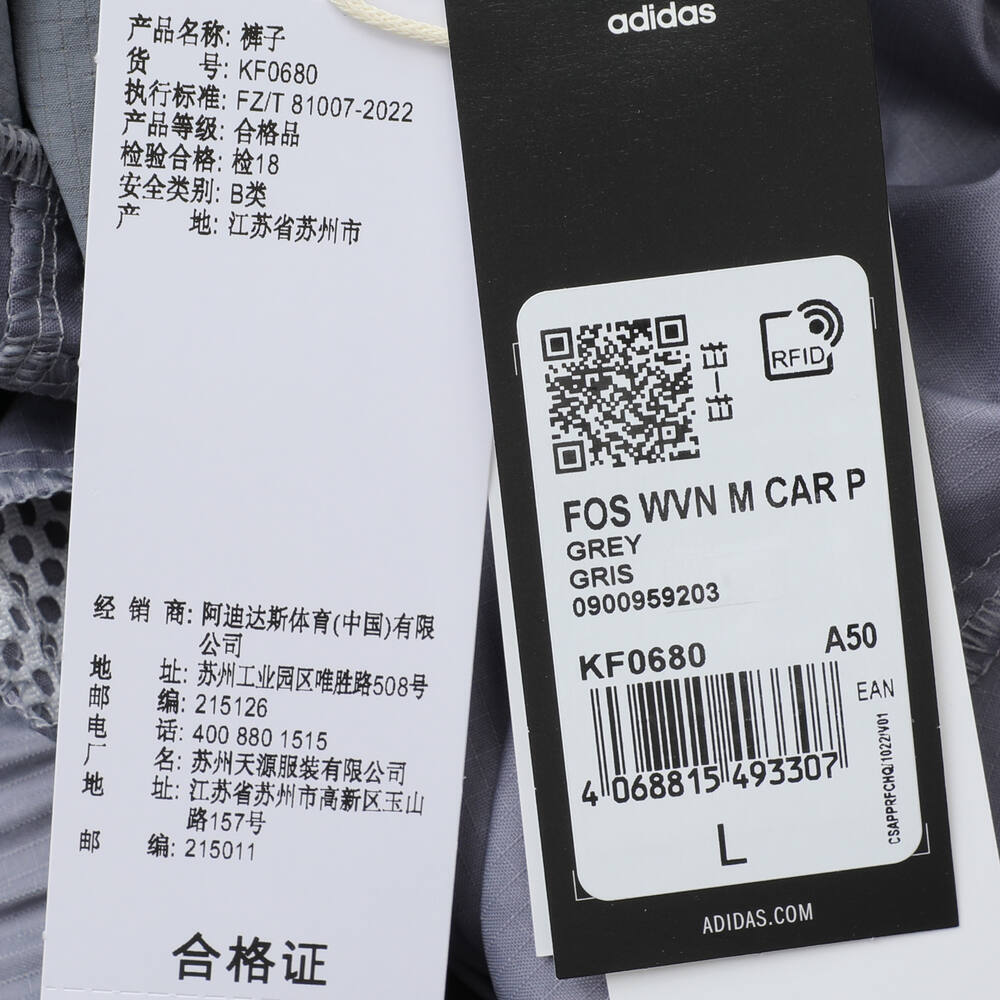 产品名称: 裤子
货 号: KF0680
执行标准: FZ/T 81007-2022
产品等级: 合格品
检验合格: 检18
安全类别: B类
产 地: 江苏省苏州市
经 销 商: 阿迪达斯体育(中国)有限
公司
地 址: 苏州工业园区唯胜路508号
邮 编: 215126
电 话: 400 880 1515
厂 名: 苏州天源服装有限公司
地 址: 江苏省苏州市高新区玉山
路157号
邮 编: 215011
合格证
adidas
扫一扫
RFID
FOS WVN M CAR P
GREY
GRIS
0900959203
KF0680
A50
EAN
4 068815 493307
CSAPPRFCHQ/1022/V01
L
ADIDAS.COM